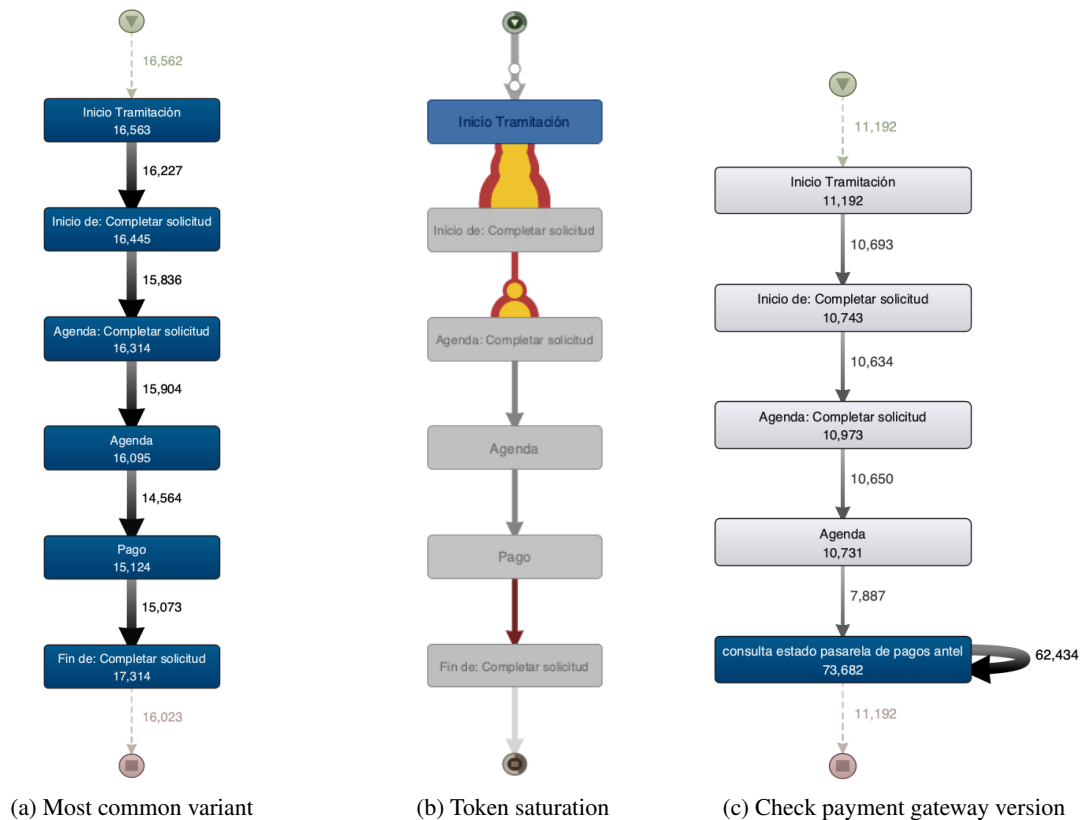 16,562
Inicio Tramitación
16,563
16,227
Inicio de: Completar solicitud
16,445
15,836
Agenda: Completar solicitud
16,314
15,904
Agenda
16,095
14,564
Pago
15,124
15,073
Fin de: Completar solicitud
17,314
16,023
(a) Most common variant
Inicio Tramitación
Inicio de: Completar solicitud
Agenda: Completar solicitud
Agenda
Pago
Fin de: Completar solicitud
(b) Token saturation
11,192
Inicio Tramitación
11,192
10,693
Inicio de: Completar solicitud
10,743
10,634
Agenda: Completar solicitud
10,973
10,650
Agenda
10,731
7,887
consulta estado pasarela de pagos antel
73,682
62,434
11,192
(c) Check payment gateway version